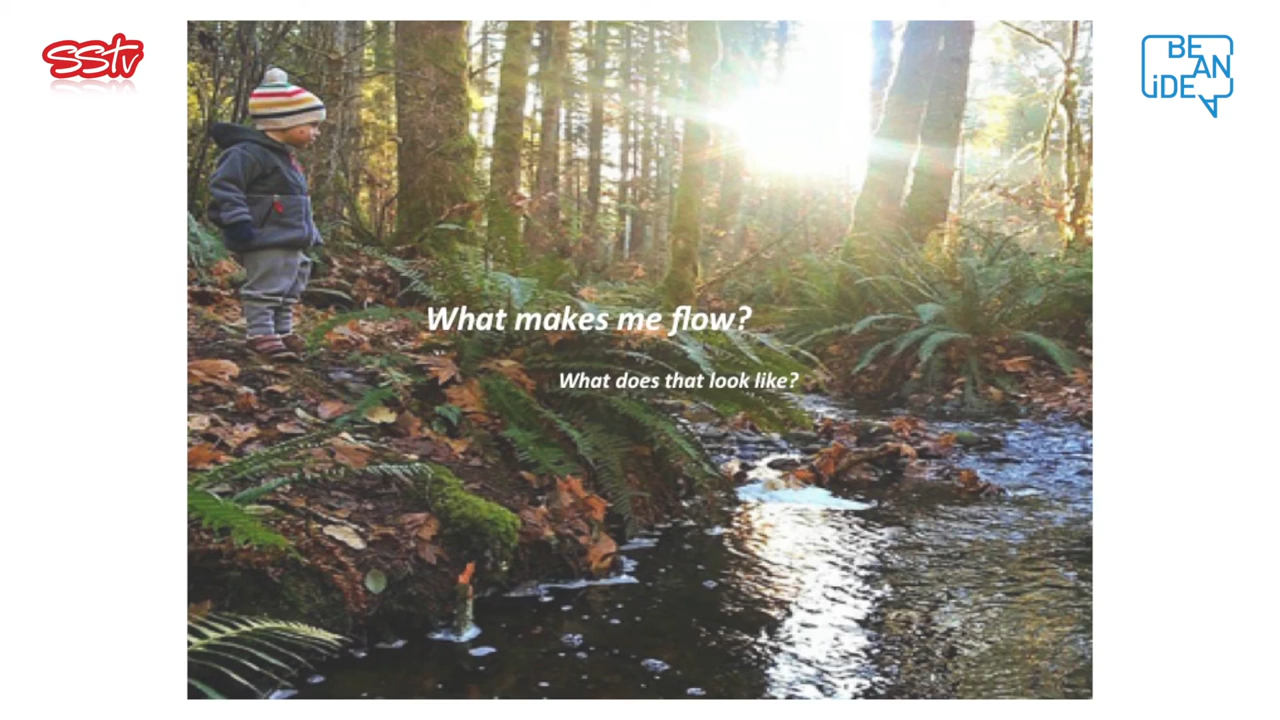 SStv
BE
AN
iDE
What makes me flow?
What does that look like?